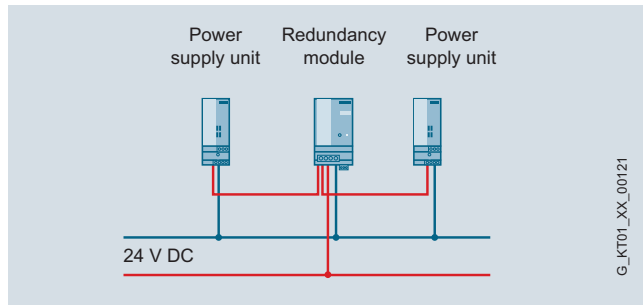 Power
supply unit
Redundancy
module
Power
supply unit
24 V DC
G_KT01_XX_00121